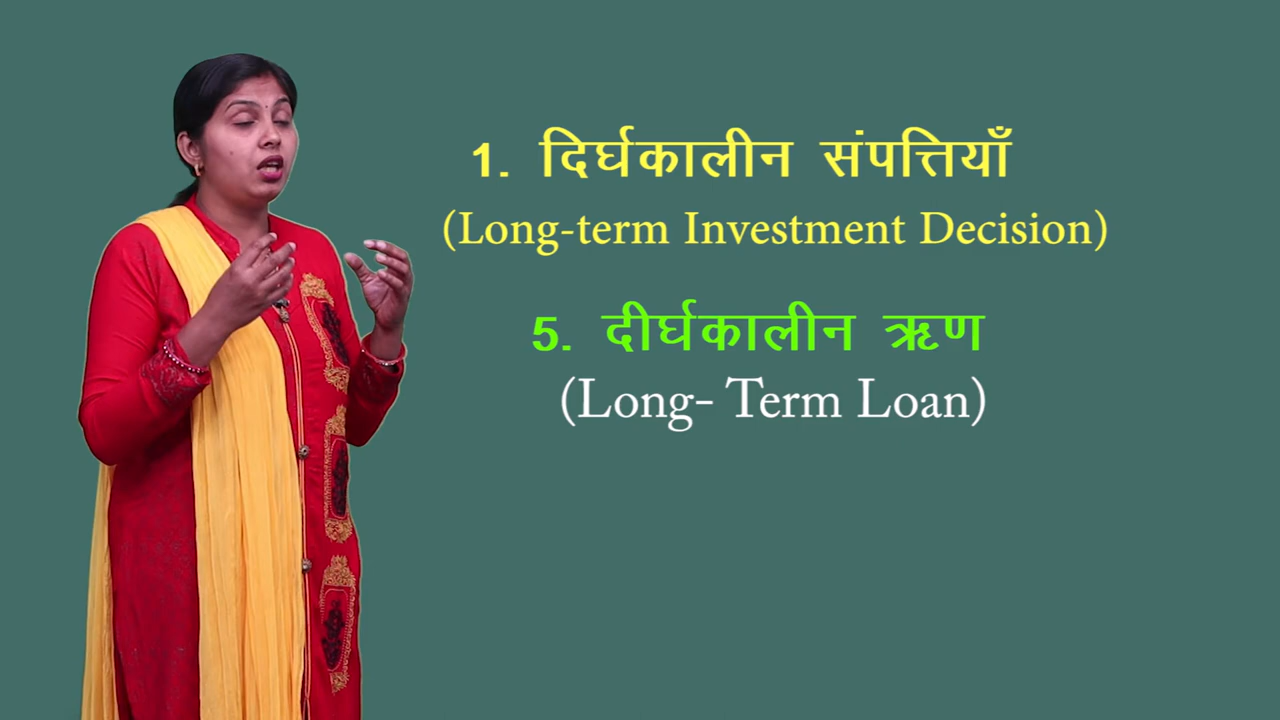 1. दिर्घकालीन संपत्तियाँ
(Long-term Investment Decision)
5. दीर्घकालीन ऋण
(Long- Term Loan)